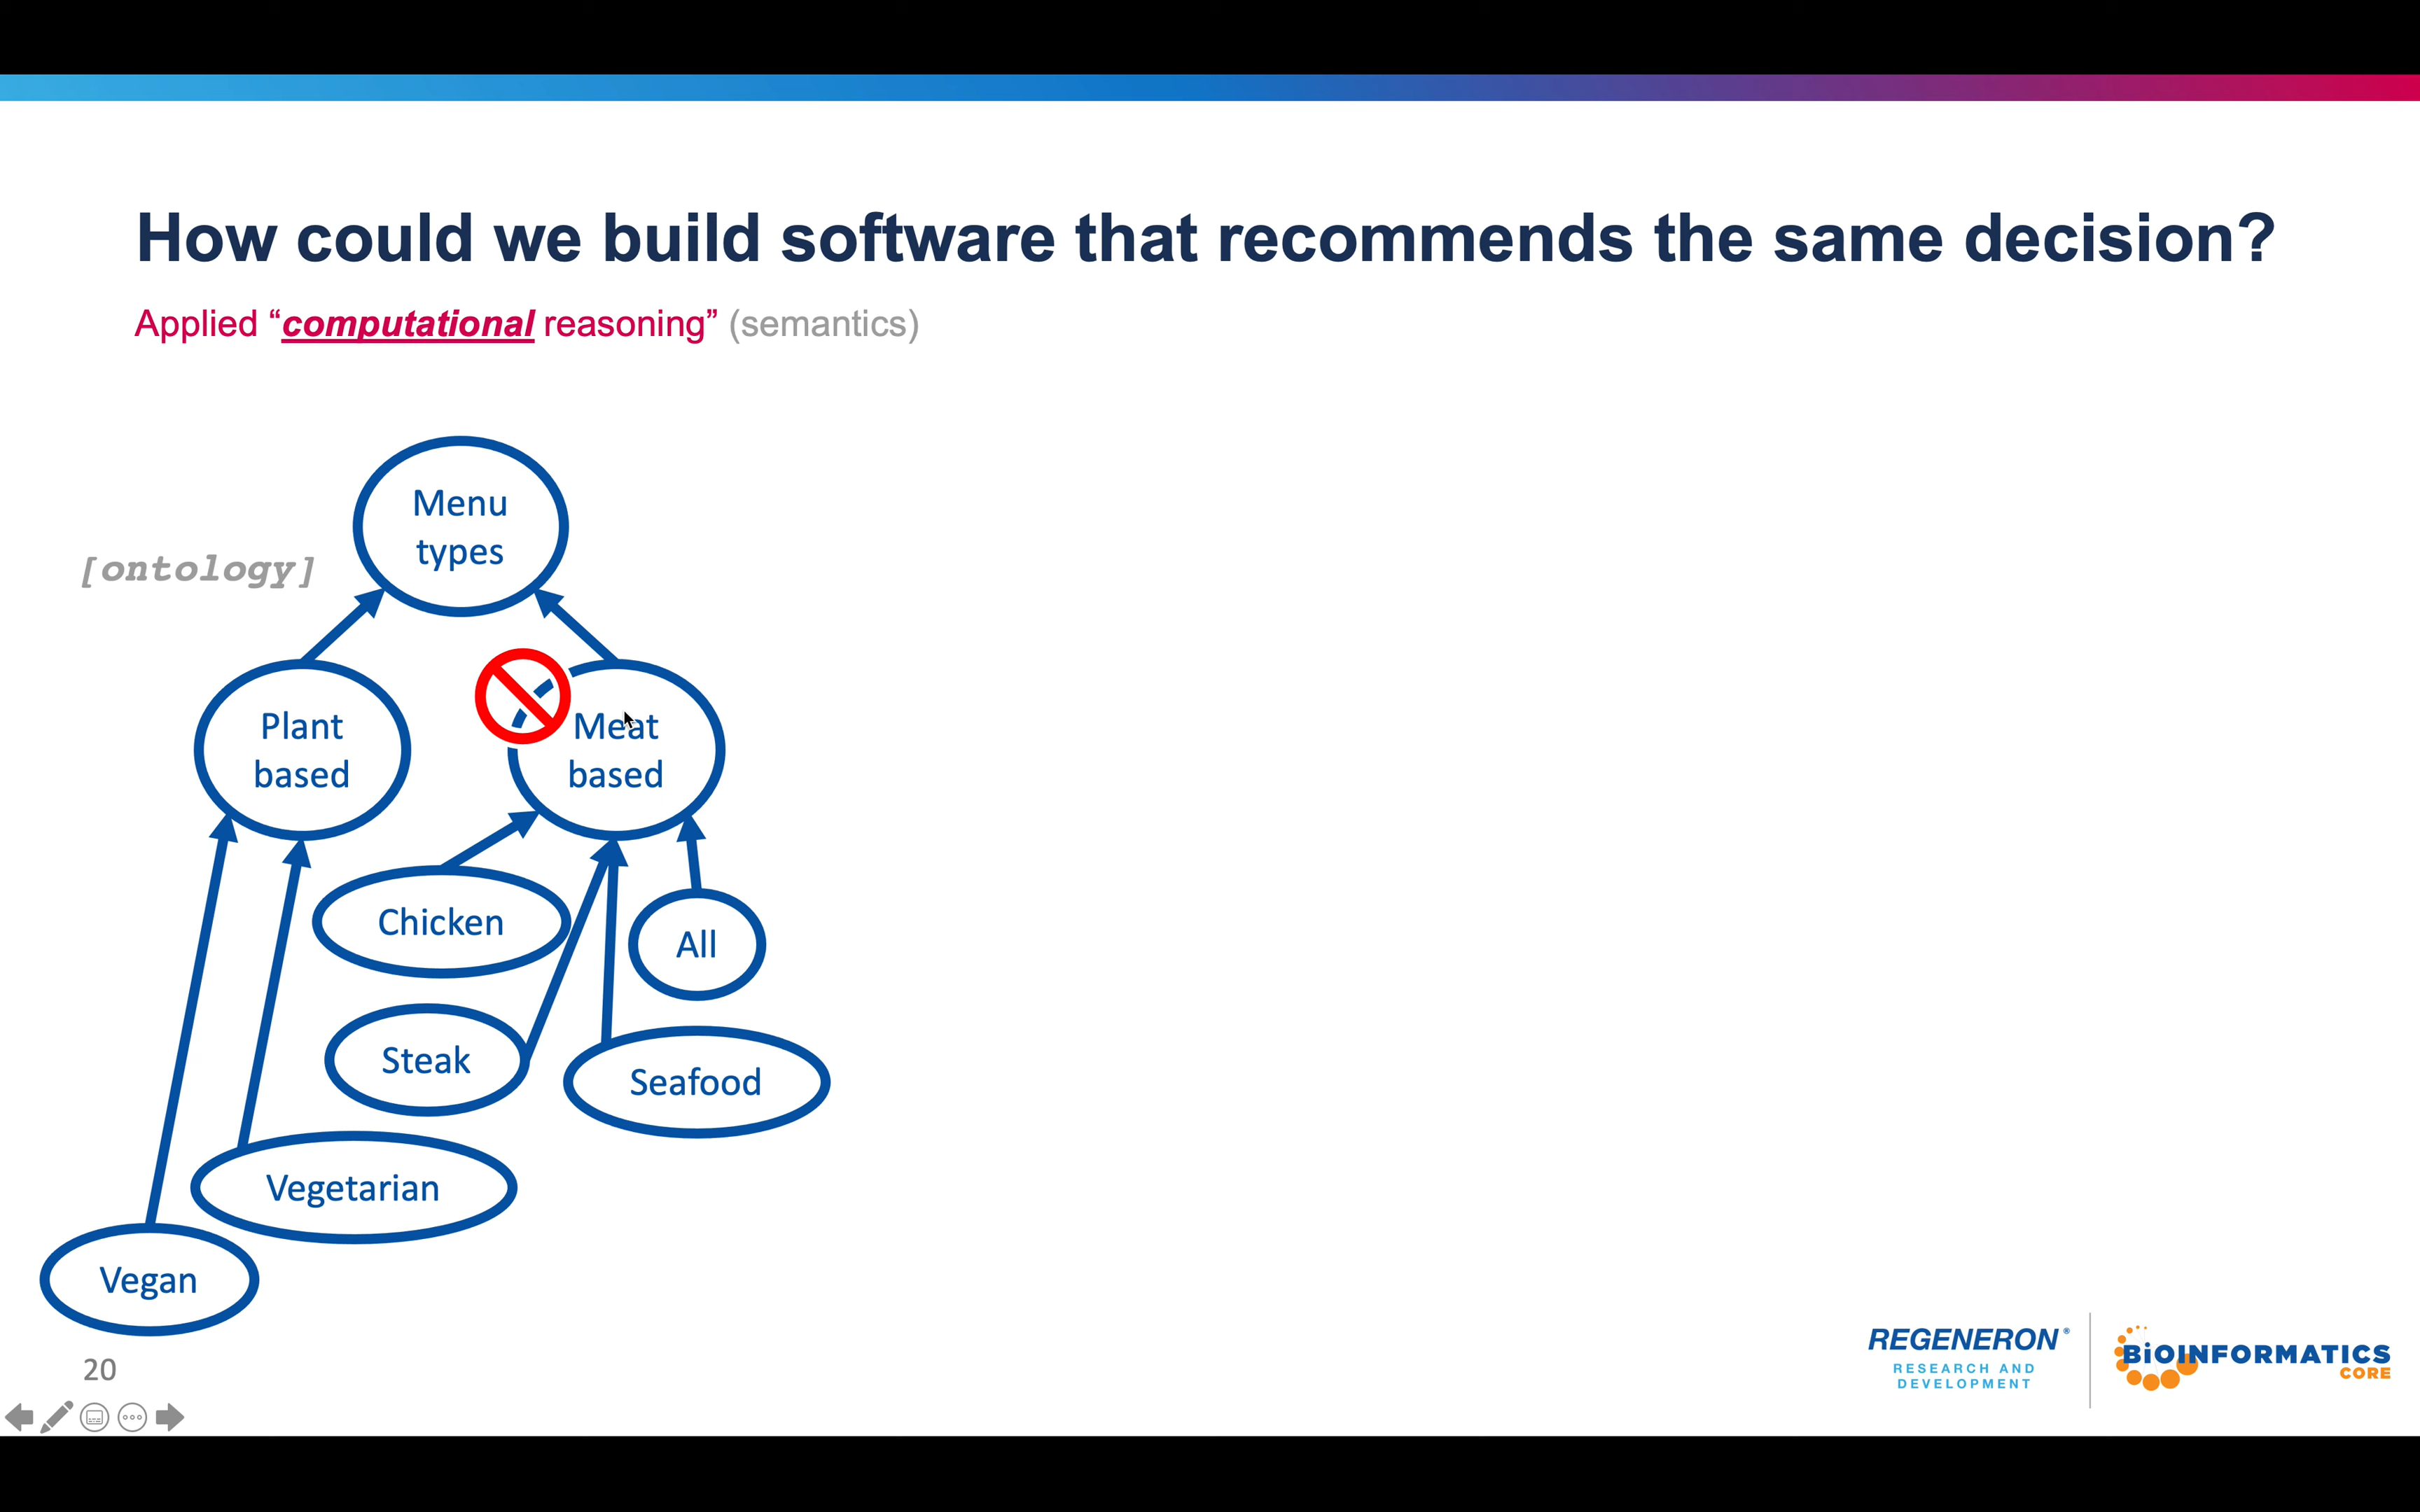 How could we build software that recommends the same decision?
Applied “computational reasoning” (semantics)
Menu
types
[ontology]
Plant
based
Meat
based
Chicken
All
Steak
Seafood
Vegetarian
Vegan
REGENERON®
RESEARCH AND
DEVELOPMENT
BiOINFORMATICS
CORE
20